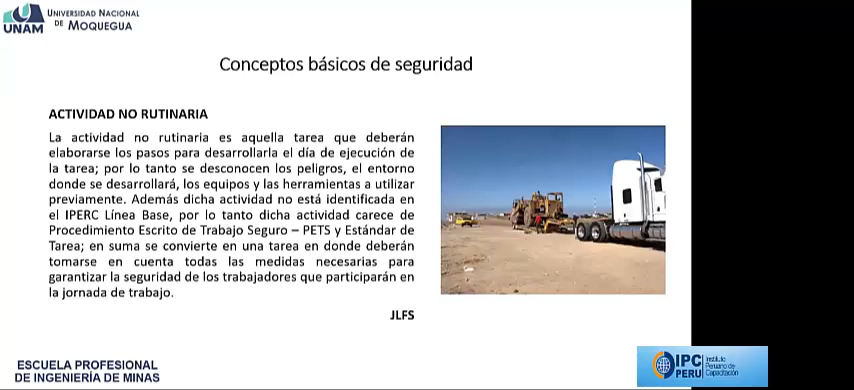 UNAM
UNIVERSIDAD NACIONAL
DE MOQUEGUA
Conceptos básicos de seguridad
ACTIVIDAD NO RUTINARIA
La actividad no rutinaria es aquella tarea que deberán
elaborarse los pasos para desarrollarla el día de ejecución de
la tarea; por lo tanto se desconocen los peligros, el entorno
donde se desarrollará, los equipos y las herramientas a utilizar
previamente. Además dicha actividad no está identificada en
el IPERC Línea Base, por lo tanto dicha actividad carece de
Procedimiento Escrito de Trabajo Seguro – PETS y Estándar de
Tarea; en suma se convierte en una tarea en donde deberán
tomarse en cuenta todas las medidas necesarias para
garantizar la seguridad de los trabajadores que participarán en
la jornada de trabajo.
JLFS
ESCUELA PROFESIONAL
DE INGENIERÍA DE MINAS
IPC
PERU
Instituto
Peruano de
Capacitación